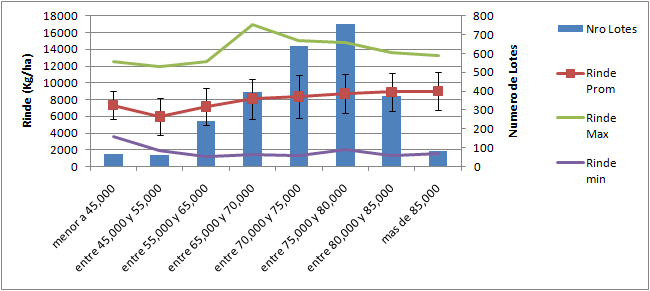 Rinde (Kg/ha)
18000
16000
14000
12000
10000
8000
6000
4000
2000
0
800
700
600
500
400
300
200
100
0
Numero de Lotes
menor a 45,000
entre 45,000 y 55,000
entre 55,000 y 65,000
entre 65,000 y 70,000
entre 70,000 y 75,000
entre 75,000 y 80,000
entre 80,000 y 85,000
mas de 85,000
Nro Lotes
Rinde
Prom
Rinde
Max
Rinde
min